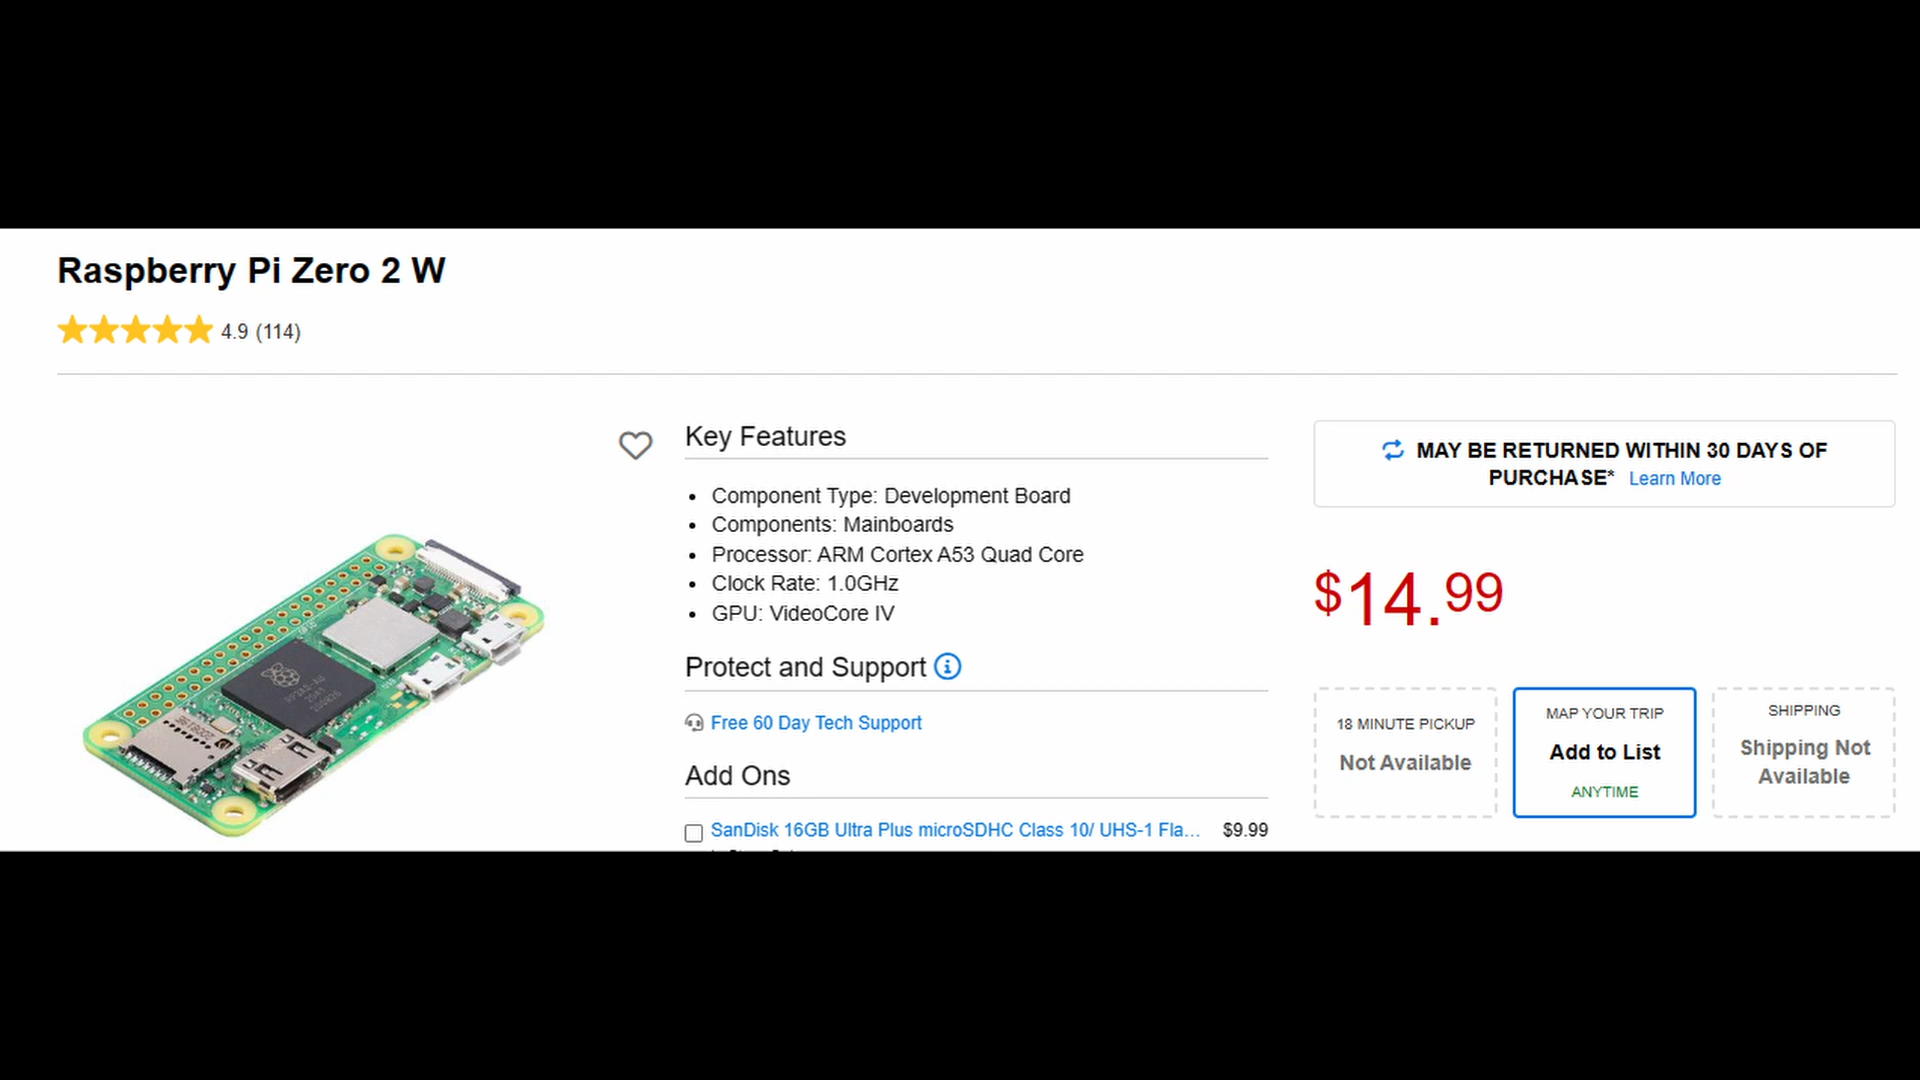 Raspberry Pi Zero 2 W
4.9 (114)
Key Features
Component Type: Development Board
Components: Mainboards
Processor: ARM Cortex A53 Quad Core
Clock Rate: 1.0GHz
GPU: VideoCore IV
Protect and Support
Free 60 Day Tech Support
Add Ons
SanDisk 16GB Ultra Plus microSDHC Class 10/ UHS-1 Fla... $9.99
MAY BE RETURNED WITHIN 30 DAYS OF
PURCHASE* Learn More
$14.99
18 MINUTE PICKUP
Not Available
MAP YOUR TRIP
Add to List
ANYTIME
SHIPPING
Shipping Not
Available